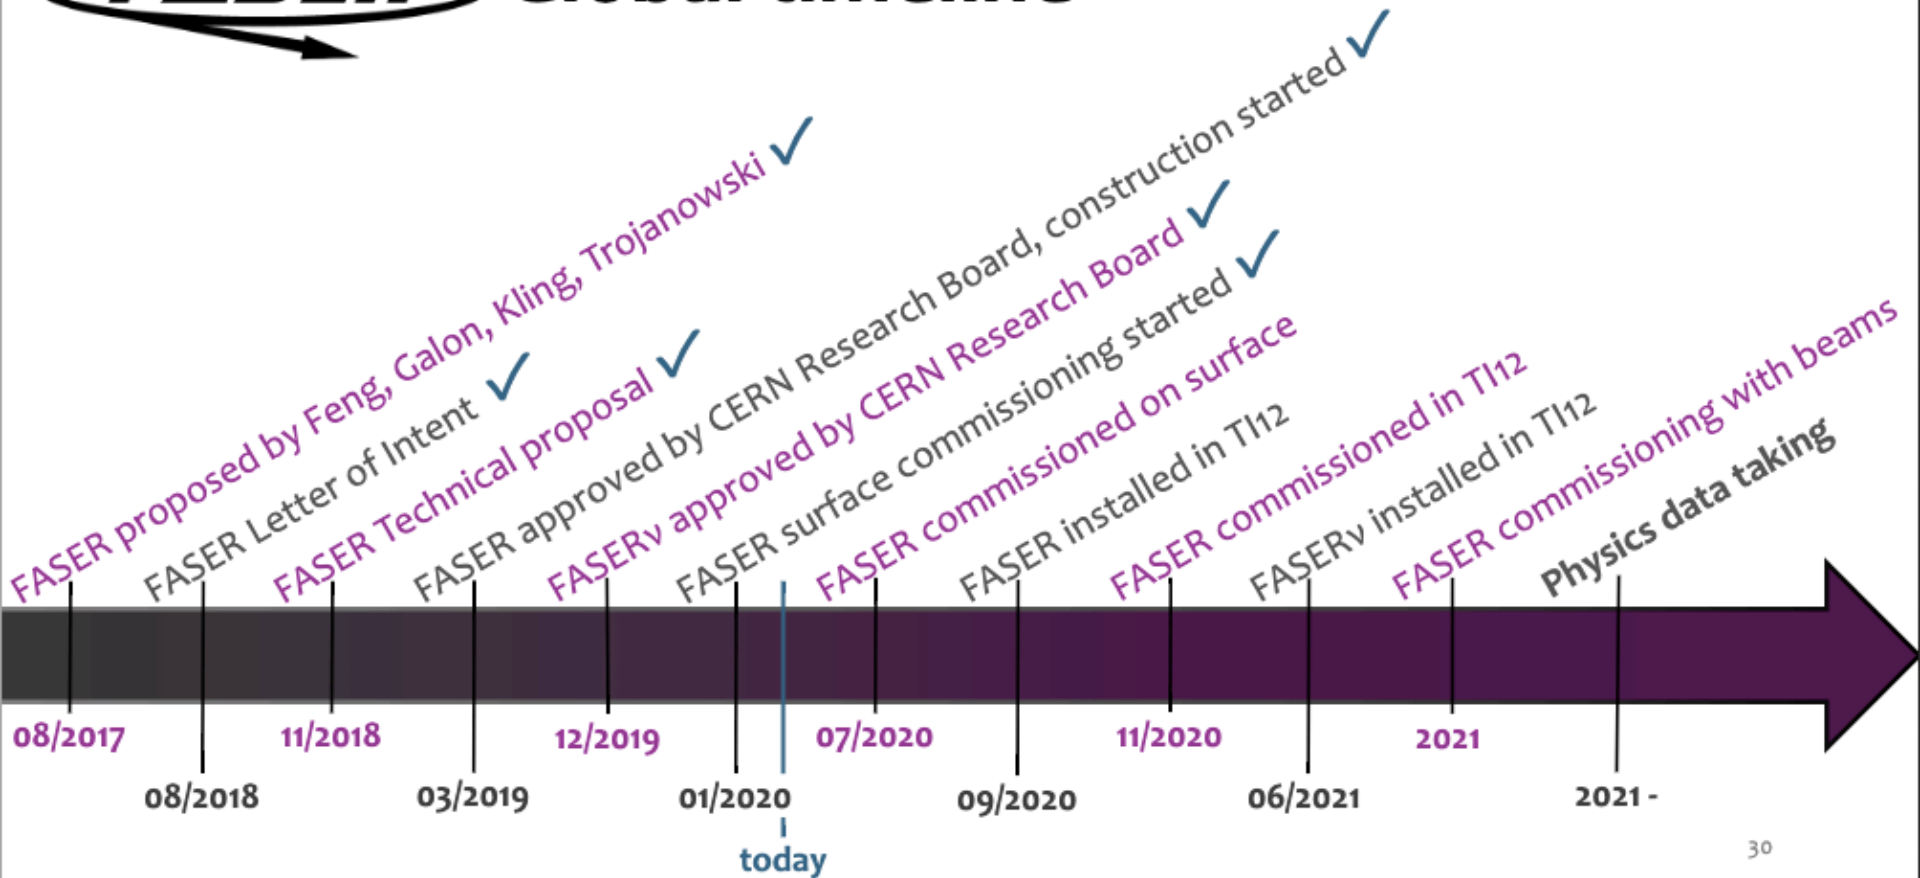 Global timeline
FASER proposed by Feng, Galon, Kling, Trojanowski ✓
FASER Letter of Intent ✓
FASER Technical proposal ✓
FASER approved by CERN Research Board, construction started ✓
FASERν approved by CERN Research Board ✓
FASER surface commissioning started ✓
FASER commissioned on surface
FASER installed in TI12
FASER commissioned in TI12
FASERν installed in TI12
FASER commissioning with beams
Physics data taking
08/2017
11/2018
12/2019
07/2020
11/2020
2021
08/2018
03/2019
01/2020
09/2020
06/2021
2021 -
today
30